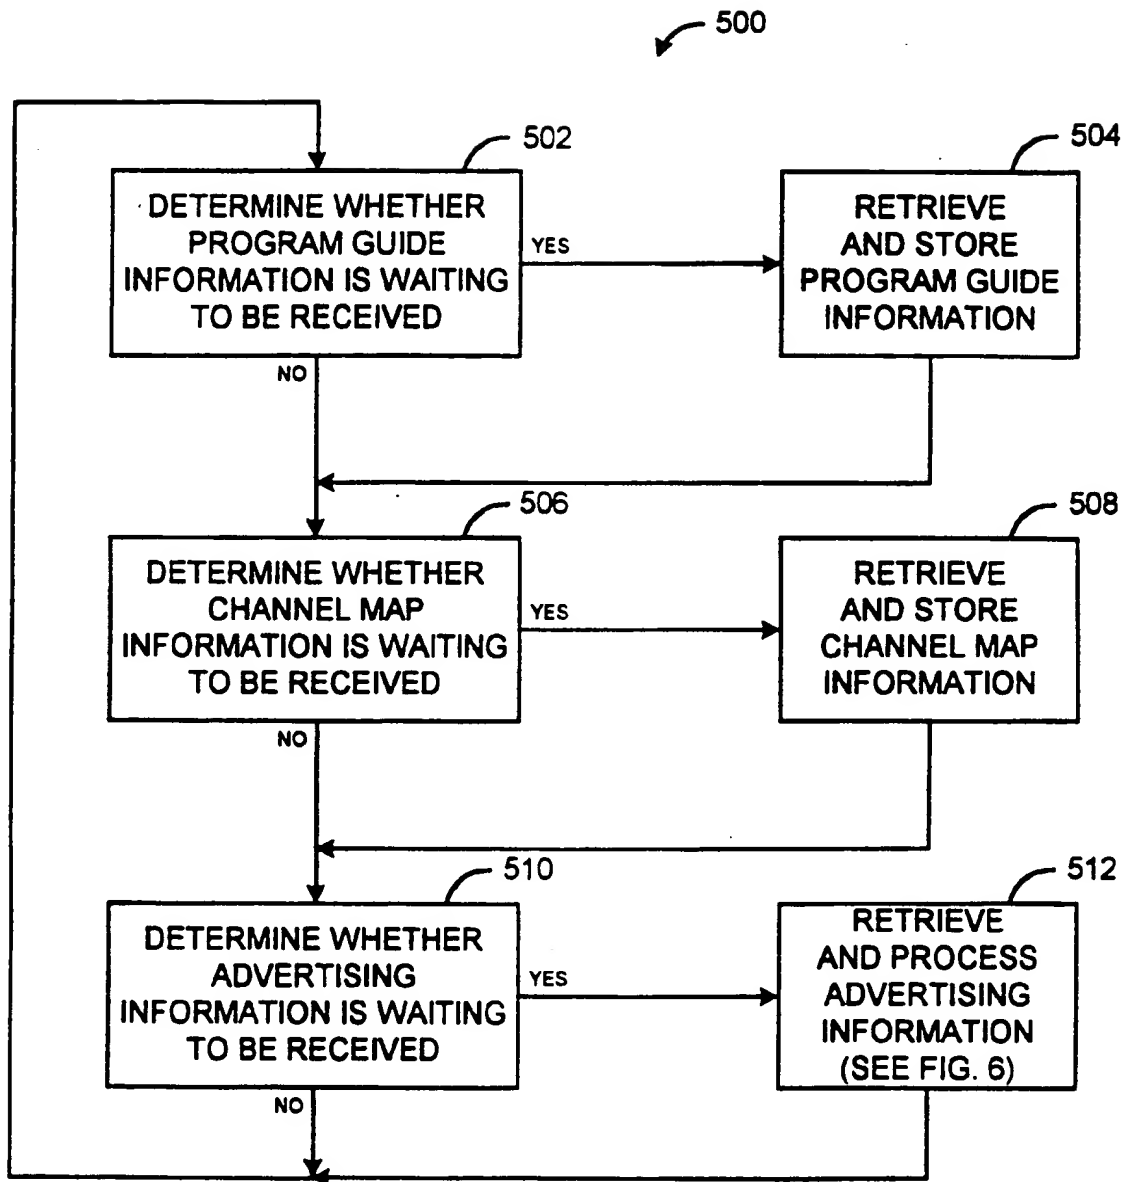 500
502
DETERMINE WHETHER
PROGRAM GUIDE
INFORMATION IS WAITING
TO BE RECEIVED
YES
NO
504
RETRIEVE
AND STORE
PROGRAM GUIDE
INFORMATION
506
DETERMINE WHETHER
CHANNEL MAP
INFORMATION IS WAITING
TO BE RECEIVED
YES
NO
508
RETRIEVE
AND STORE
CHANNEL MAP
INFORMATION
510
DETERMINE WHETHER
ADVERTISING
INFORMATION IS WAITING
TO BE RECEIVED
YES
NO
512
RETRIEVE
AND PROCESS
ADVERTISING
INFORMATION
(SEE FIG. 6)